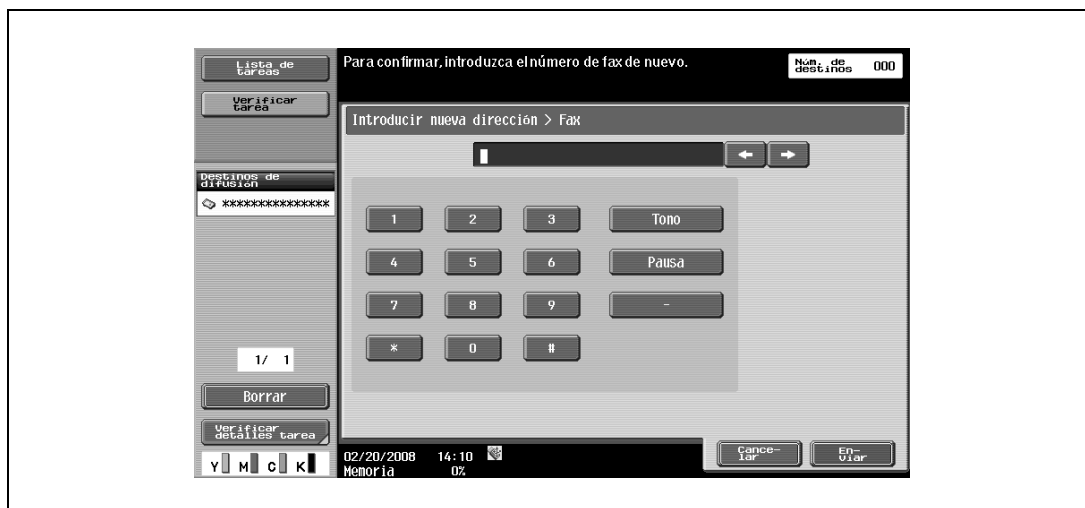 Lista de
tareas
Para confirmar, introduzca el número de fax de nuevo.
Núm. de
destinos 000
Verificar
tarea
Introducir nueva dirección > Fax
Destinos de
difusión
***************
1 2 3 Tono
4 5 6 Pausa
7 8 9 -
* 0 #
1/ 1
Borrar
Verificar
detalles tarea
Y M C K
02/20/2008 14:10
Memoria 0%
Cance-
lar
En-
viar